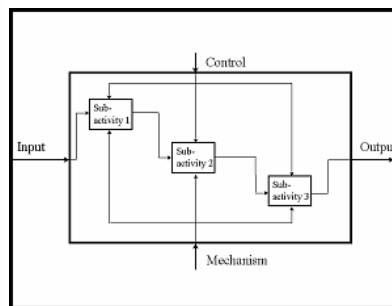 Control
Input
Sub-
activity 1
Sub-
activity 2
Sub-
activity 3
Output
Mechanism